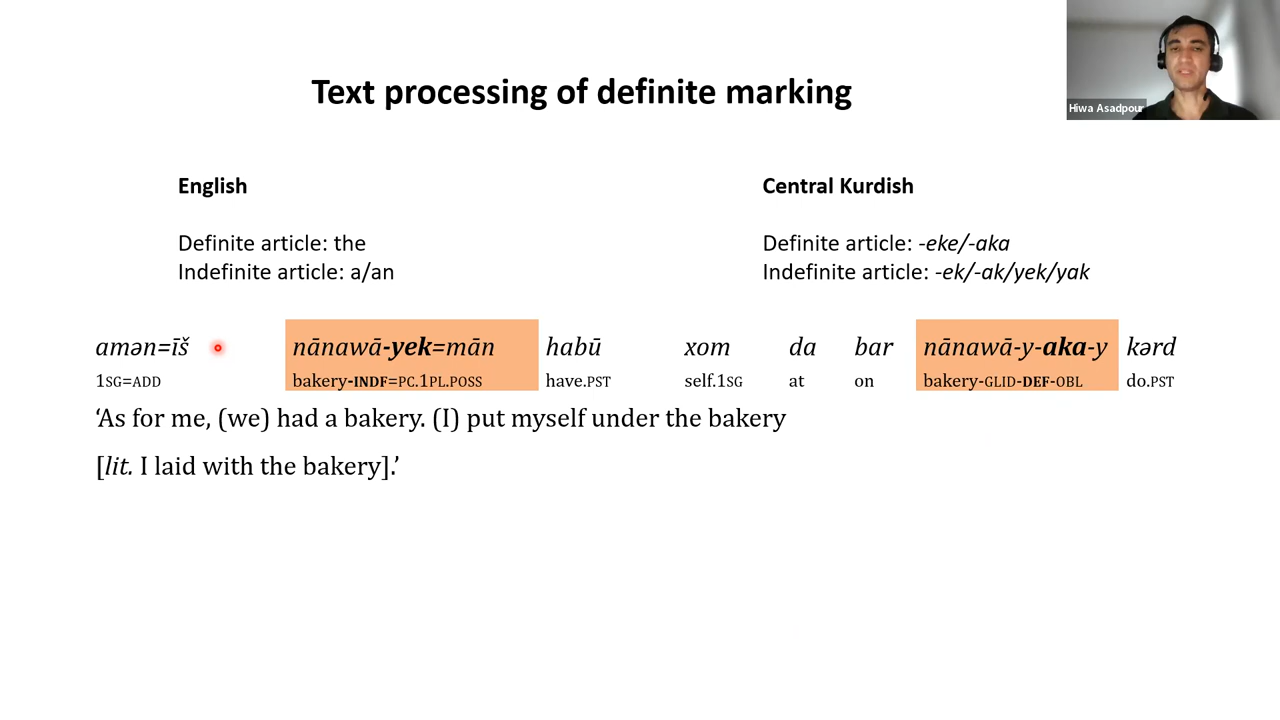 Text processing of definite marking
Hiwa Asadpour
English
Central Kurdish
Definite article: the
Definite article: -eke/-aka
Indefinite article: a/an
Indefinite article: -ek/-ak/yek/yak
amən=īš nānawā-yek=mān habū xom da bar nānawā-y-aka-y kərd
1SG=ADD bakery-INDF=PC.1PL.POSS have.PST self.1SG at on bakery-GLID-DEF-OBL do.PST
‘As for me, (we) had a bakery. (I) put myself under the bakery
[lit. I laid with the bakery].’